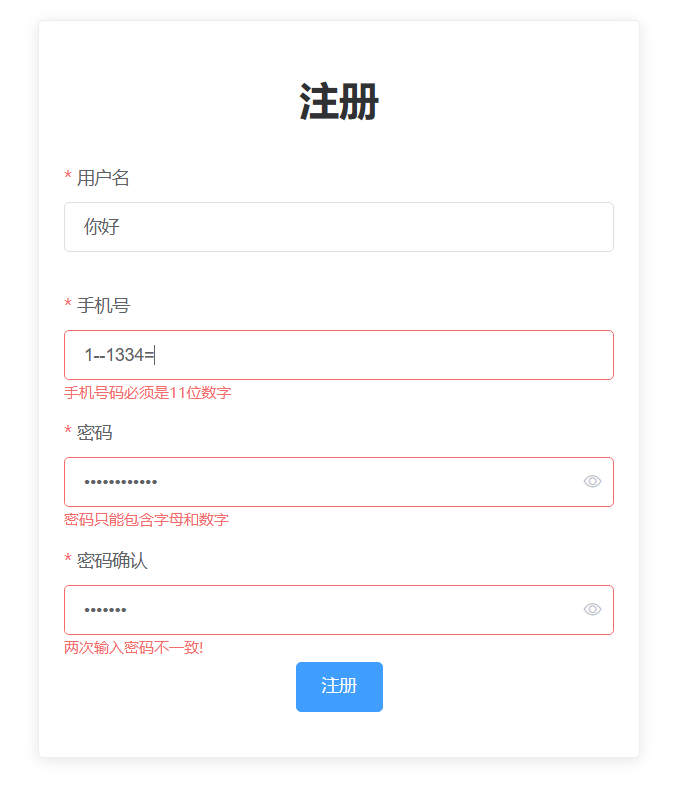 注册
* 用户名
你好
* 手机号
1--1334=
手机号码必须是11位数字
* 密码
••••••••••••
密码只能包含字母和数字
* 密码确认
•••••••
两次输入密码不一致!
注册